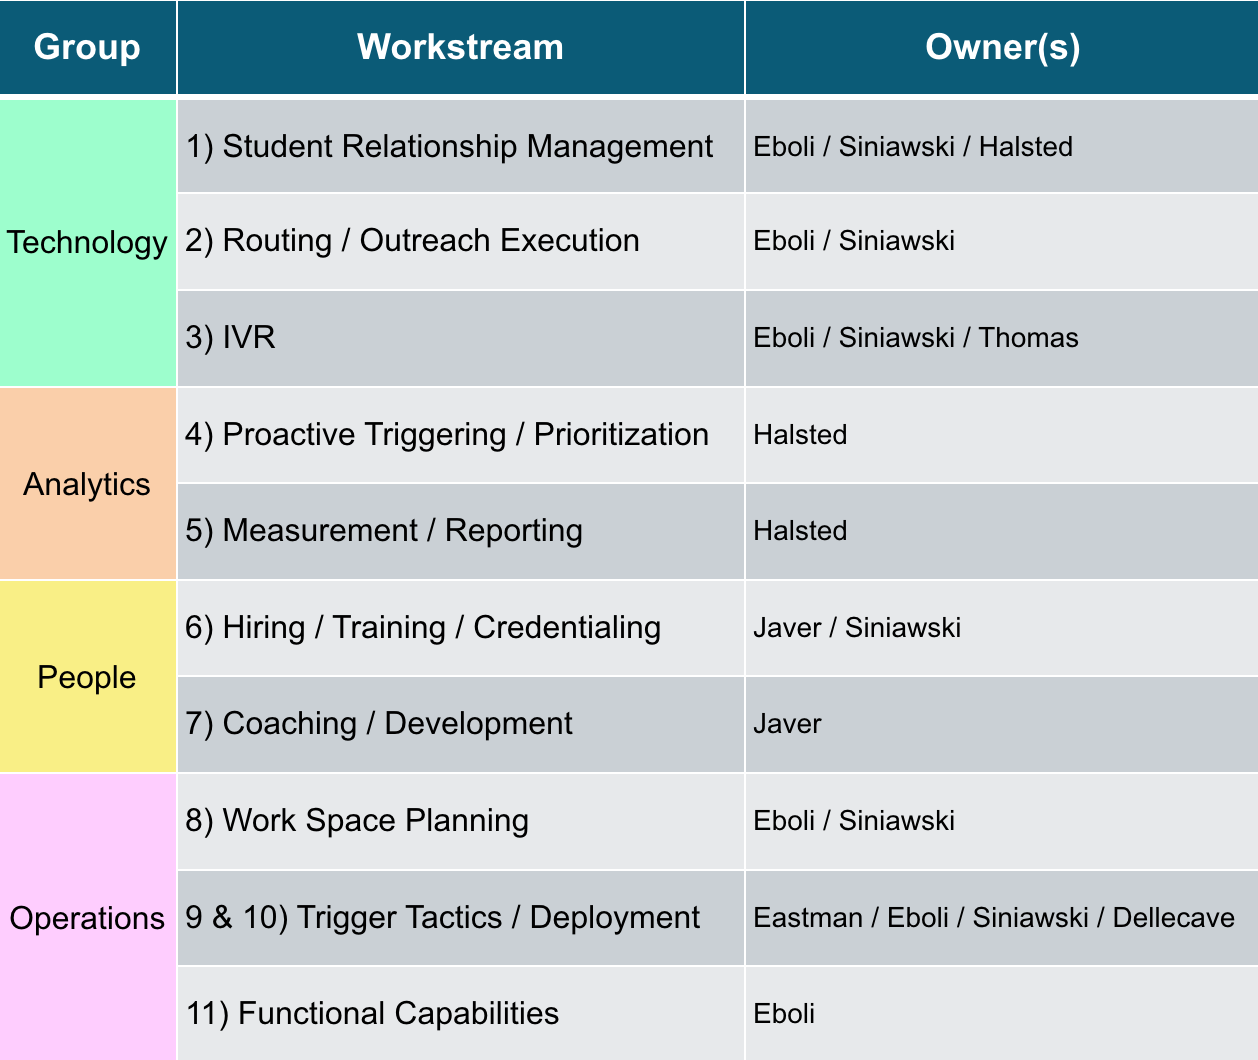 Group Workstream Owner(s)
1) Student Relationship Management Eboli / Siniawski / Halsted
Technology 2) Routing / Outreach Execution Eboli / Siniawski
3) IVR Eboli / Siniawski / Thomas
4) Proactive Triggering / Prioritization Halsted
Analytics
5) Measurement / Reporting Halsted
6) Hiring / Training / Credentialing Javer / Siniawski
People
7) Coaching / Development Javer
8) Work Space Planning Eboli / Siniawski
Operations 9 & 10) Trigger Tactics / Deployment Eastman / Eboli / Siniawski / Dellecave
11) Functional Capabilities Eboli